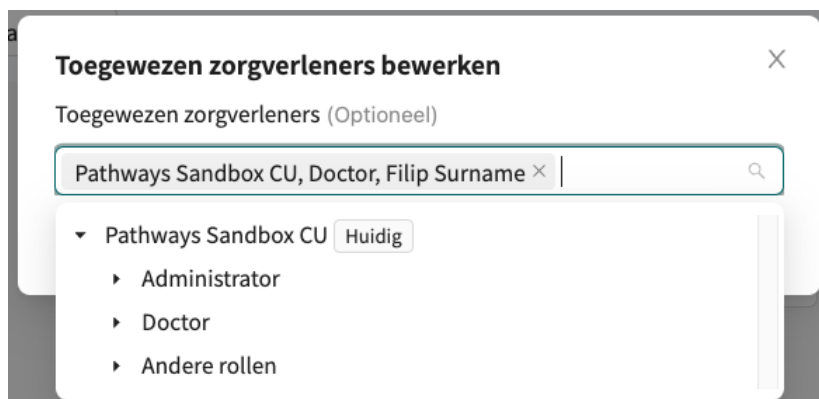 a
Toegewezen zorgverleners bewerken
Toegewezen zorgverleners (Optioneel)
Pathways Sandbox CU, Doctor, Filip Surname
Pathways Sandbox CU Huidig
Administrator
Doctor
Andere rollen